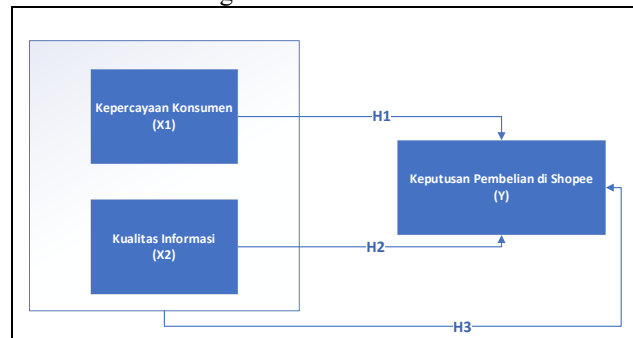 Kepercayaan Konsumen
(X1)
H1
Keputusan Pembelian di Shopee
(Y)
Kualitas Informasi
(X2)
H2
H3